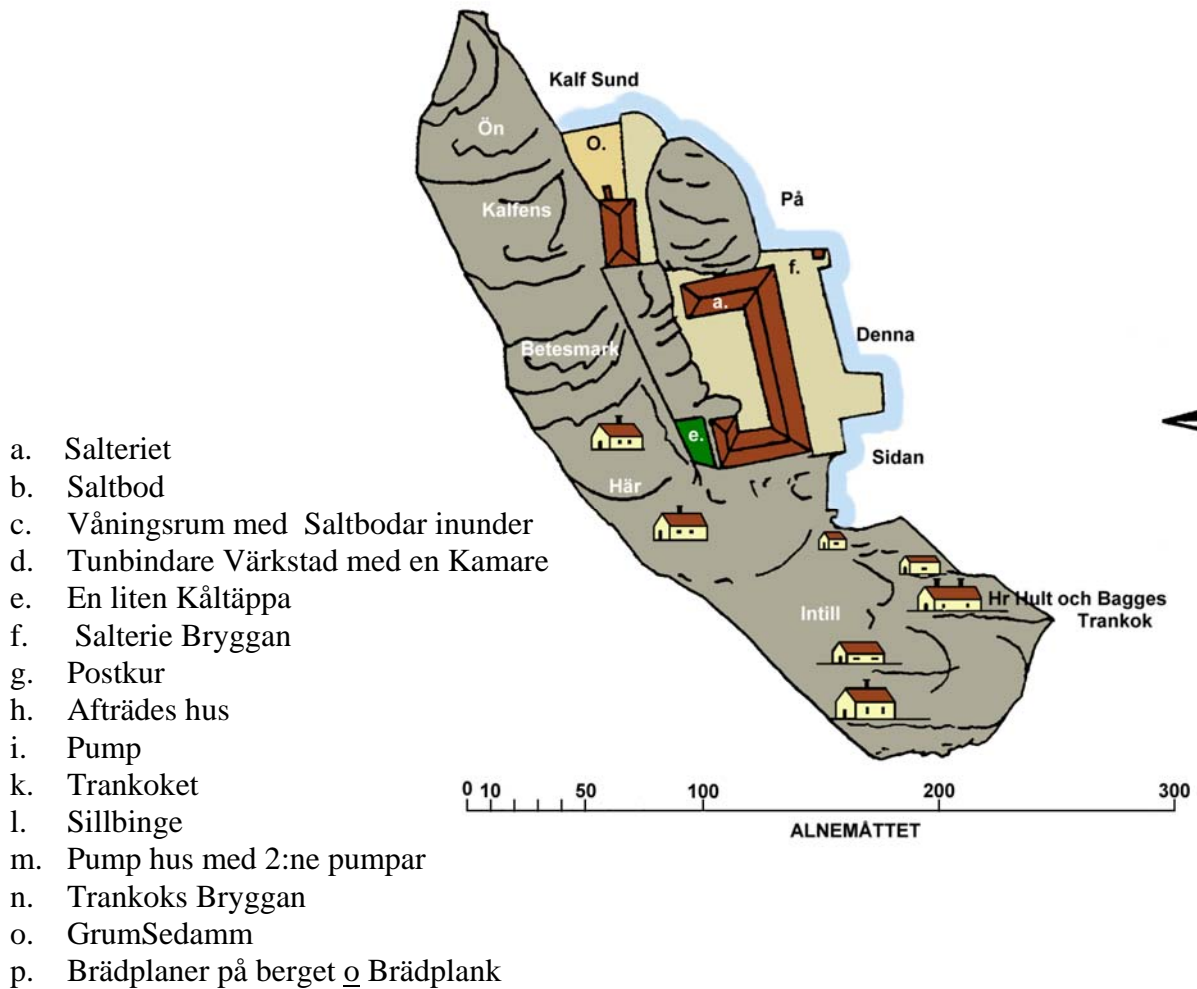 Kalf Sund
Ön
O.
Kalfens
På
f.
a.
Denna
Betesmark
e.
Sidan
Här
Hr Hult och Bagges
Trankok
Intill
a. Salteriet
b. Saltbod
c. Våningsrum med Saltbodar inunder
d. Tunbindare Värkstad med en Kamare
e. En liten Kåltäppa
f. Salterie Bryggan
g. Postkur
h. Afträdes hus
i. Pump
k. Trankoket
l. Sillbinge
m. Pump hus med 2:ne pumpar
n. Trankoks Bryggan
o. GrumSedamm
p. Brädplaner på berget o Brädplank
0 10 50 100 200 300
ALNEMÅTTET